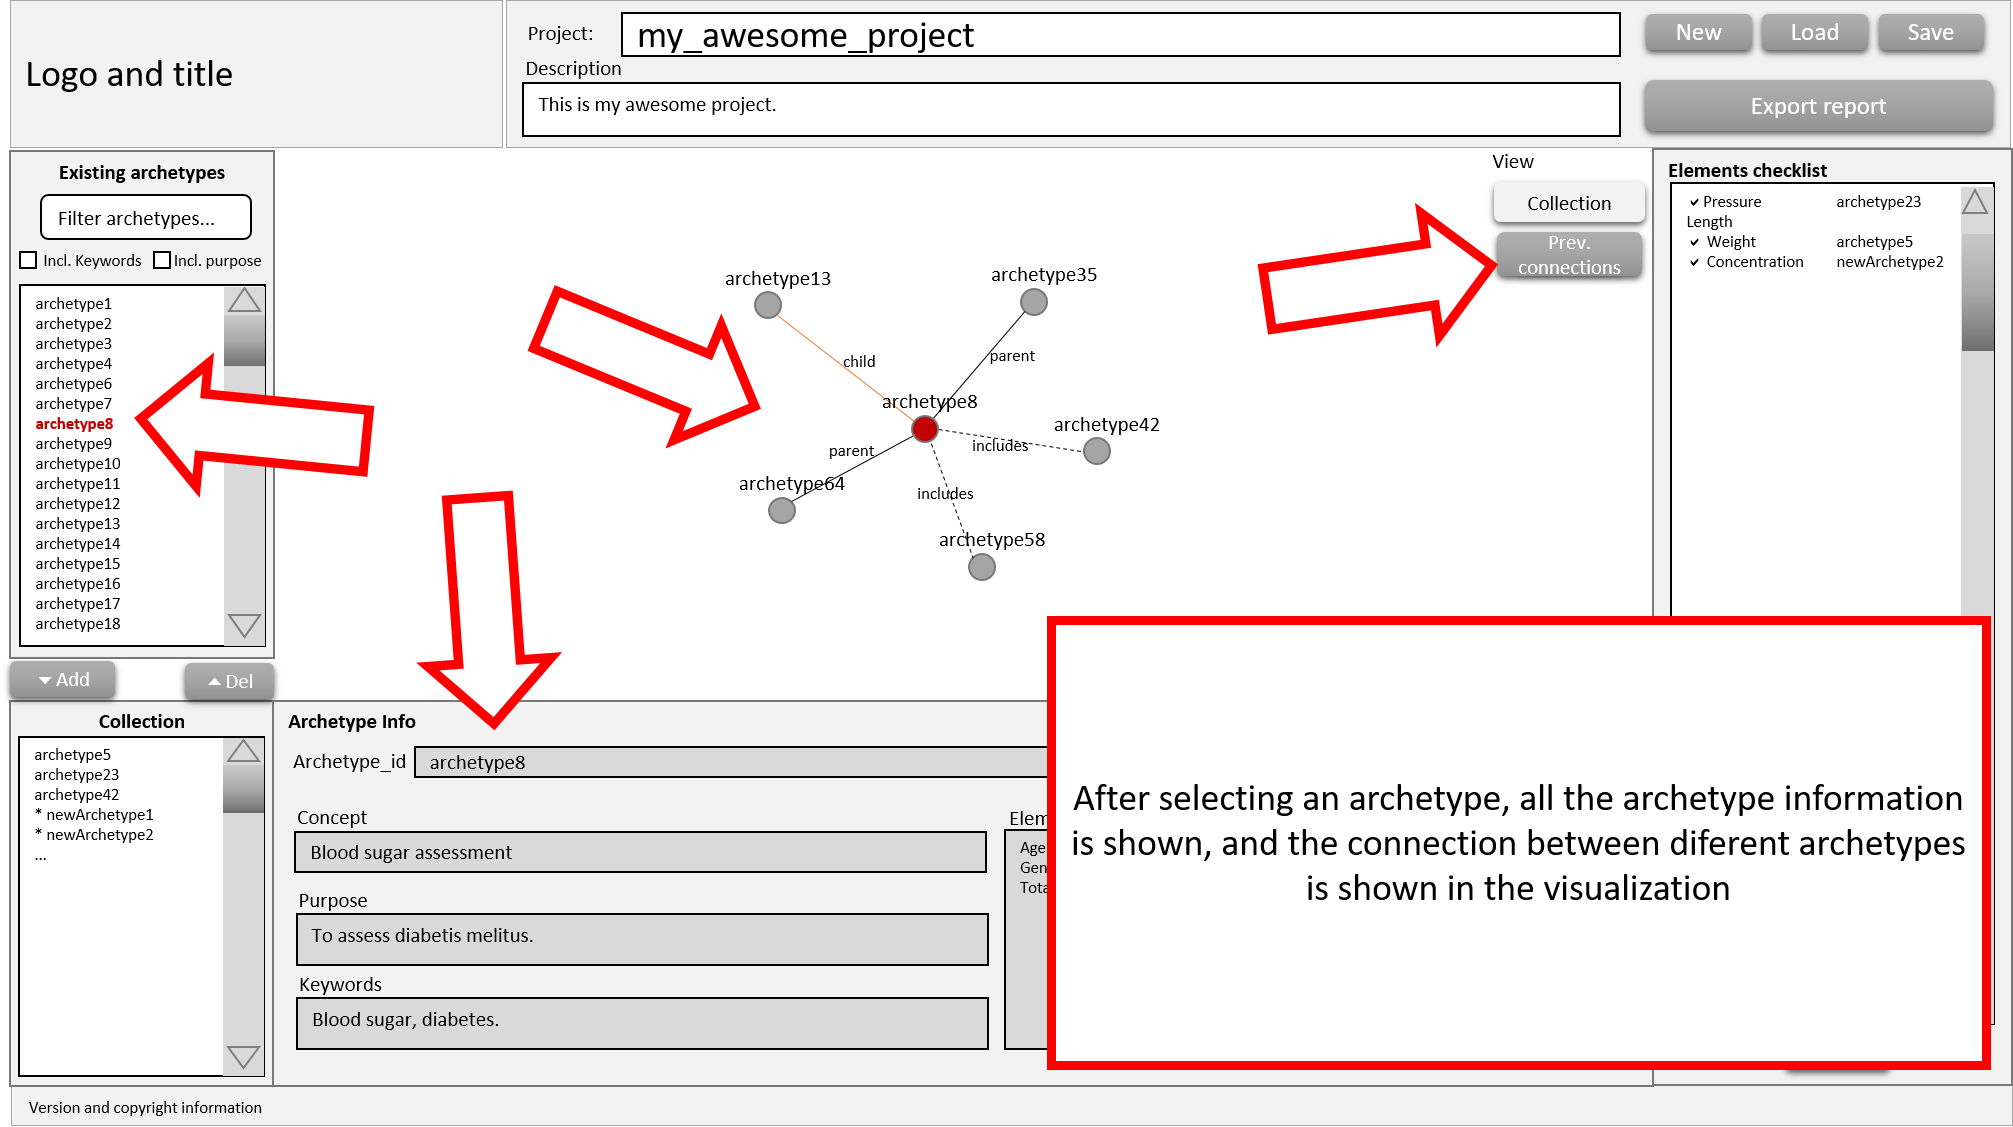 Logo and title
Project:
my_awesome_project
Description
This is my awesome project.
New
Load
Save
Export report
Existing archetypes
Filter archetypes...
Incl. Keywords
Incl. purpose
archetype1
archetype2
archetype3
archetype4
archetype6
archetype7
archetype8
archetype9
archetype10
archetype11
archetype12
archetype13
archetype14
archetype15
archetype16
archetype17
archetype18
Add
Del
Collection
archetype5
archetype23
archetype42
* newArchetype1
* newArchetype2
...
View
Collection
Prev.
connections
archetype13
archetype35
child
parent
archetype8
archetype42
includes
parent
archetype64
includes
archetype58
Elements checklist
Pressure archetype23
Length
Weight archetype5
Concentration newArchetype2
Archetype Info
Archetype_id
archetype8
Concept
Blood sugar assessment
Purpose
To assess diabetis melitus.
Keywords
Blood sugar, diabetes.
Elem
Age
Gen
Tota
After selecting an archetype, all the archetype information
is shown, and the connection between diferent archetypes
is shown in the visualization
Version and copyright information